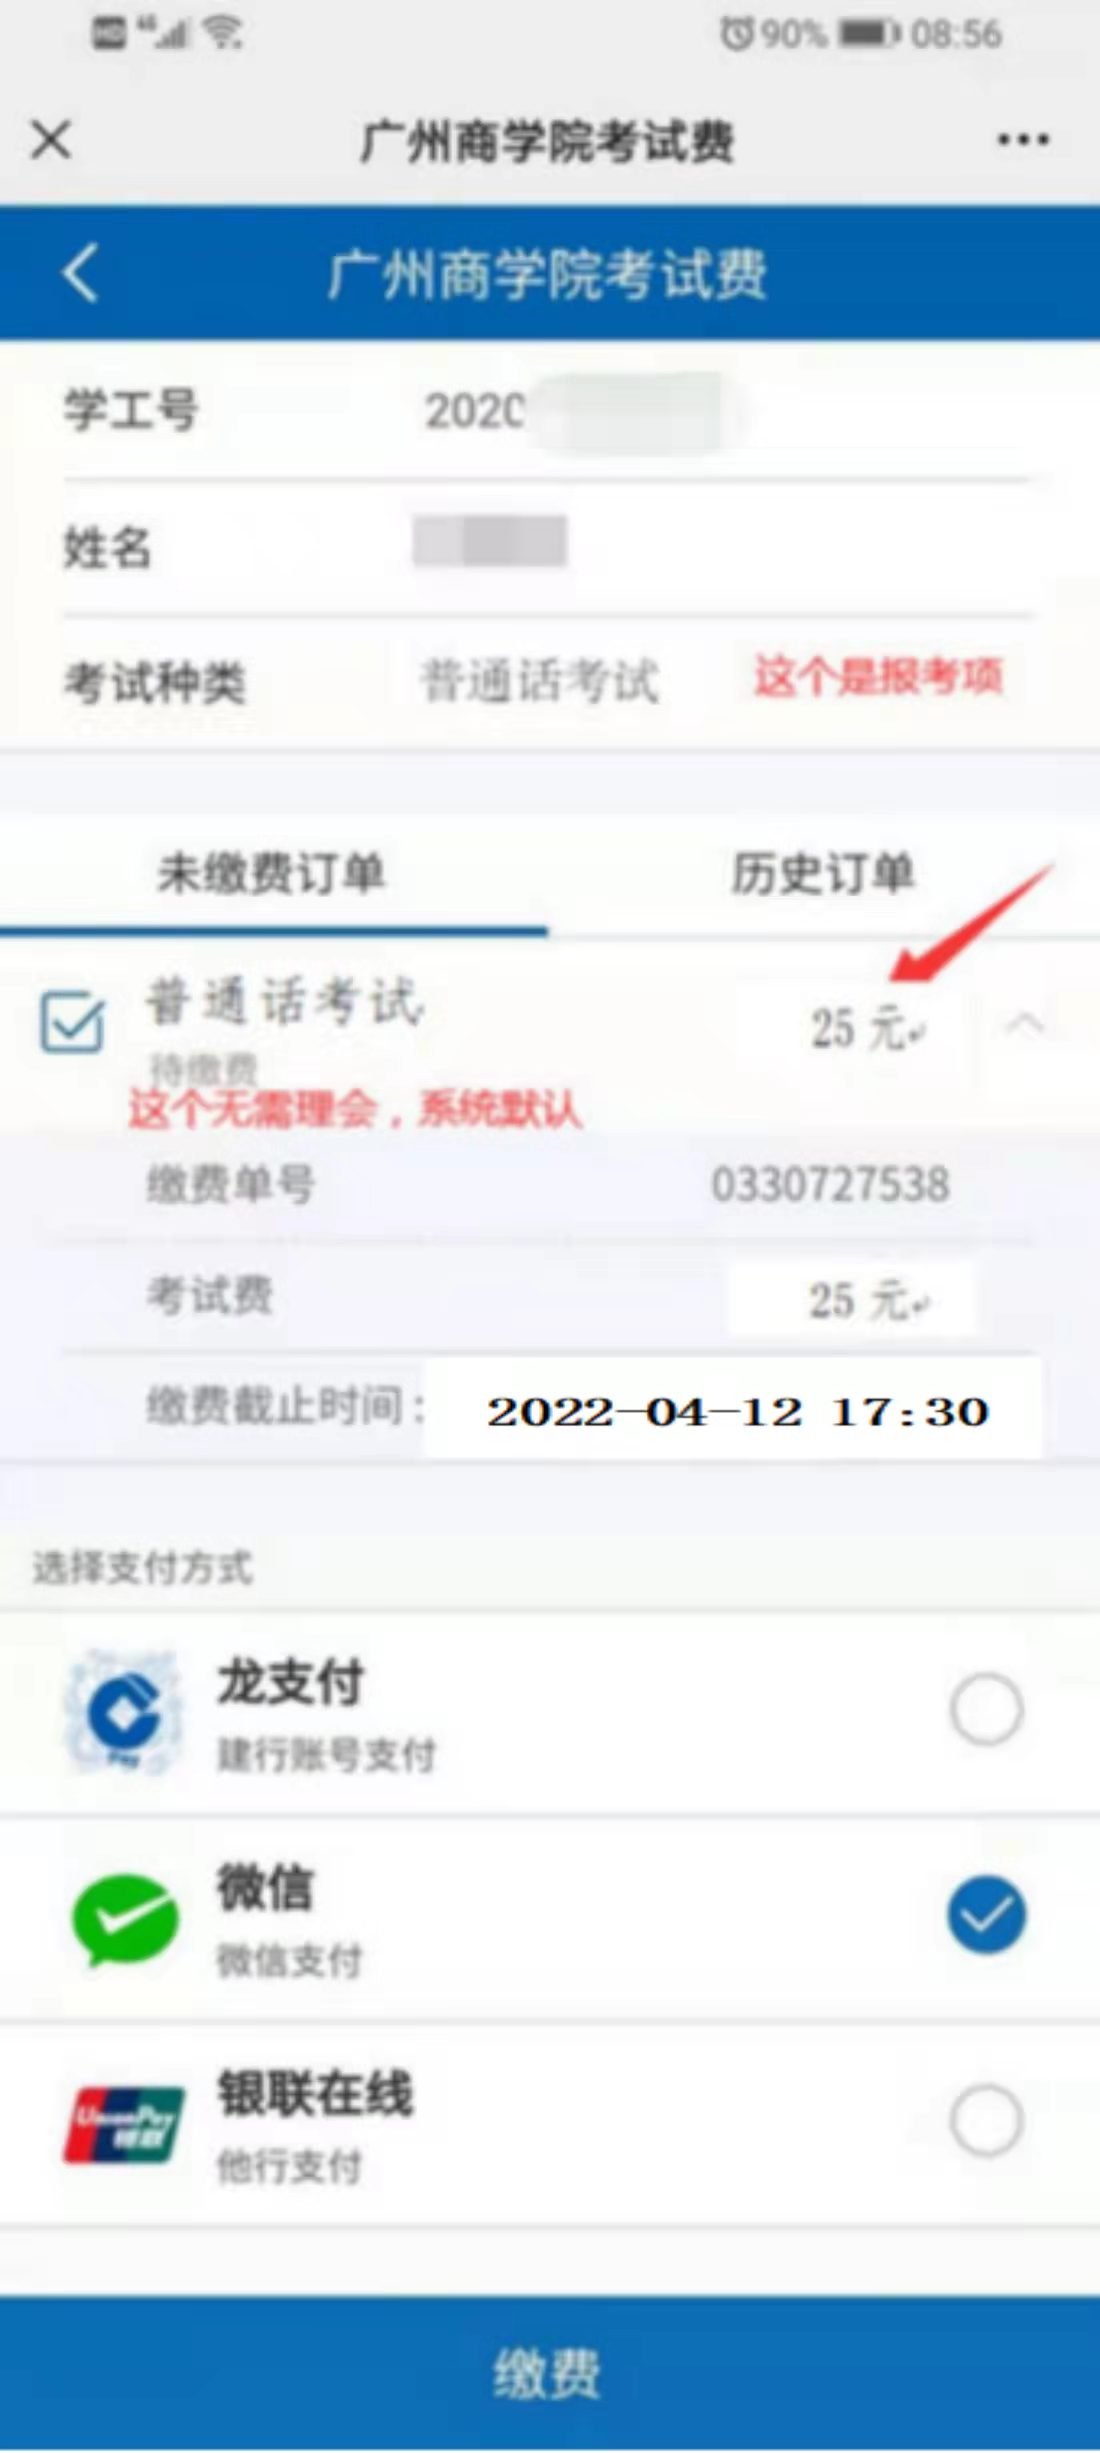 HD 4G 90% 08:56
广州商学院考试费
广州商学院考试费
学工号 2020
姓名
考试种类 普通话考试 这个是报考项
未缴费订单 历史订单
普通话考试 25 元
待缴费
这个无需理会，系统默认
缴费单号 0330727538
考试费 25 元
缴费截止时间： 2022-04-12 17:30
选择支付方式
龙支付
建行账号支付
微信
微信支付
UnionPay
银联
银联在线
他行支付
缴费